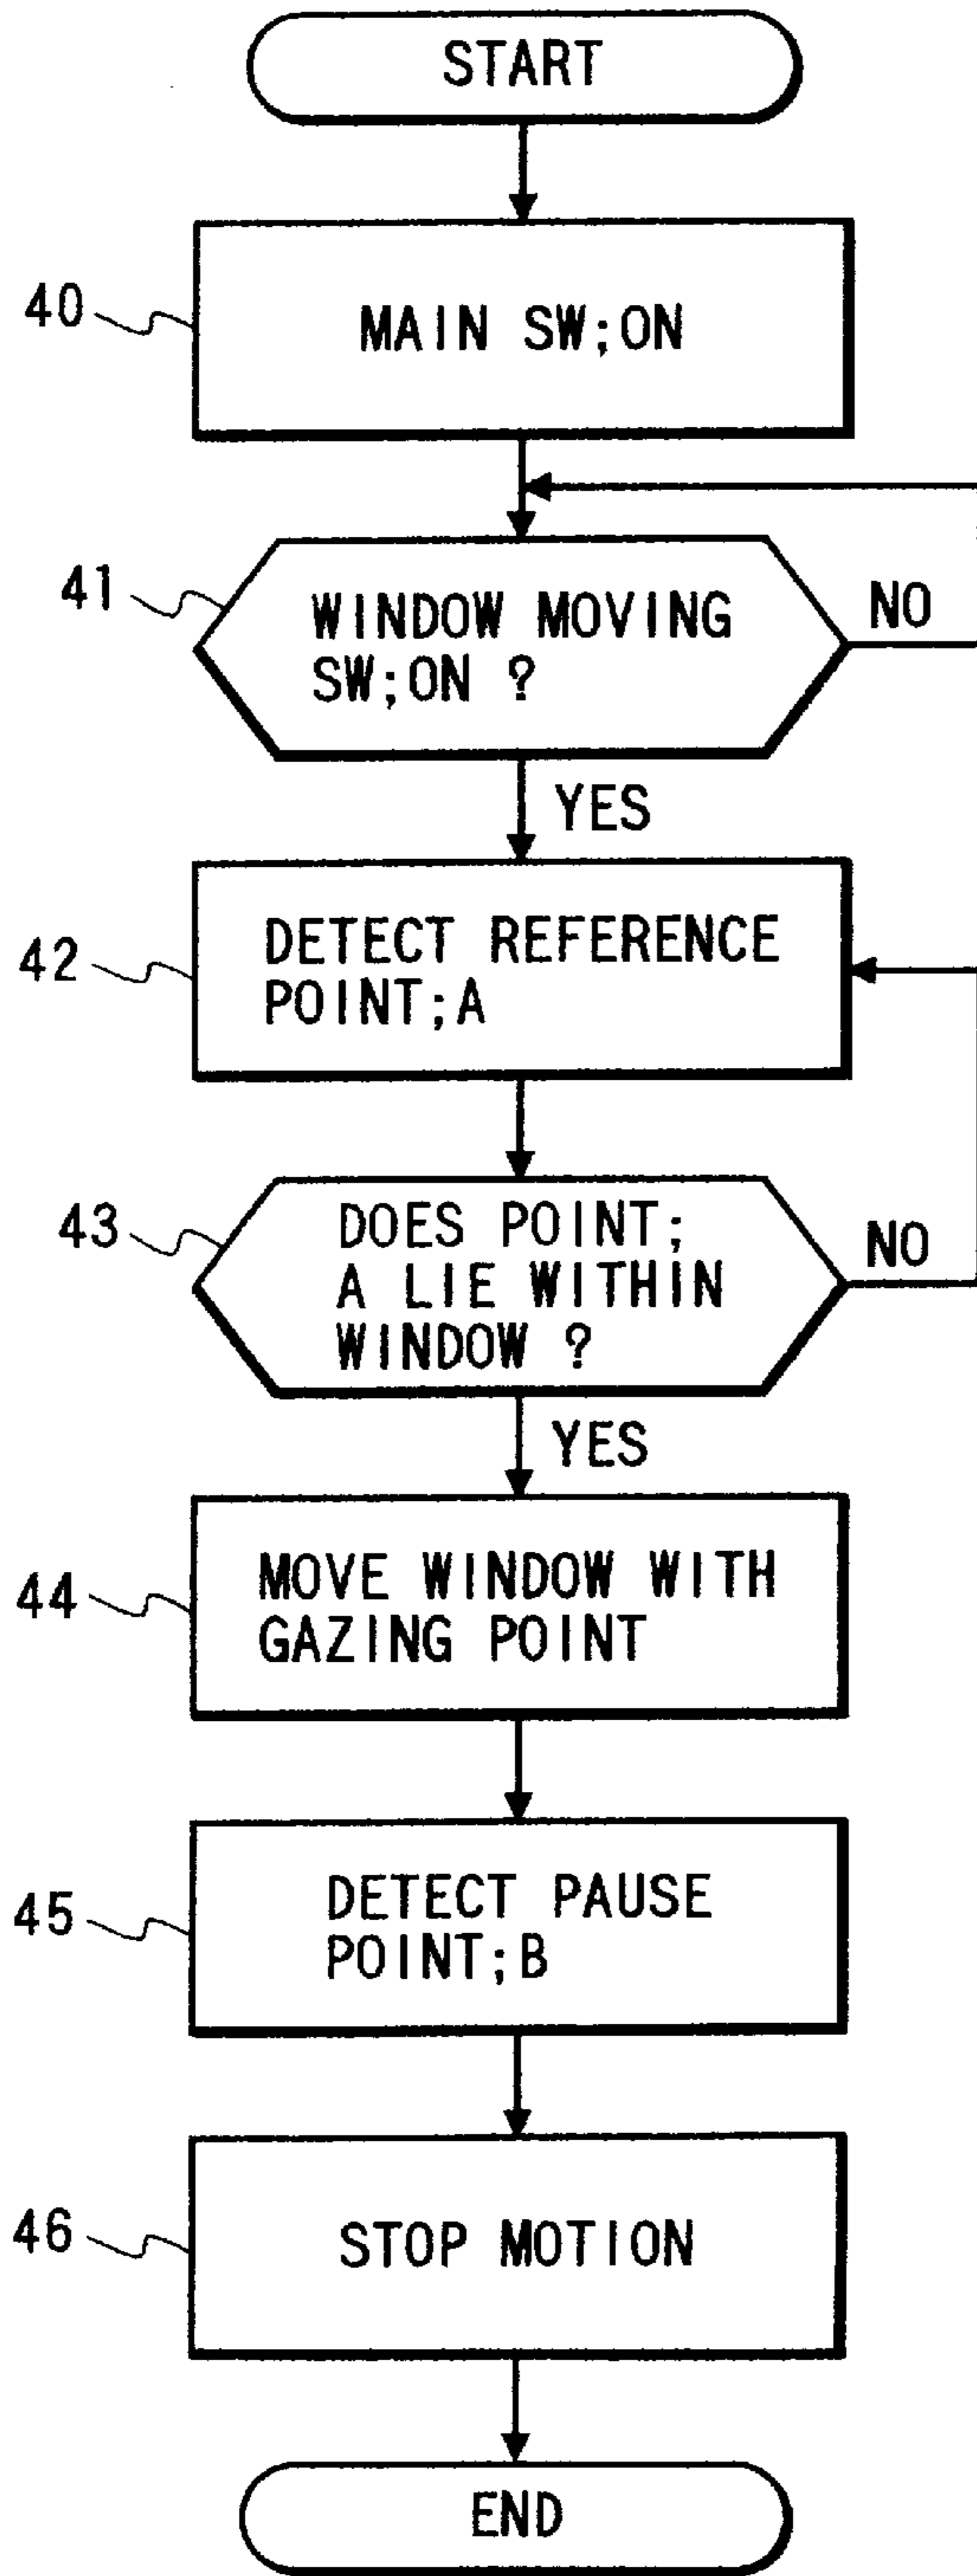 START
40
MAIN SW;ON
41
WINDOW MOVING
SW;ON ?
NO
YES
42
DETECT REFERENCE
POINT;A
43
DOES POINT;
A LIE WITHIN
WINDOW ?
NO
YES
44
MOVE WINDOW WITH
GAZING POINT
45
DETECT PAUSE
POINT;B
46
STOP MOTION
END